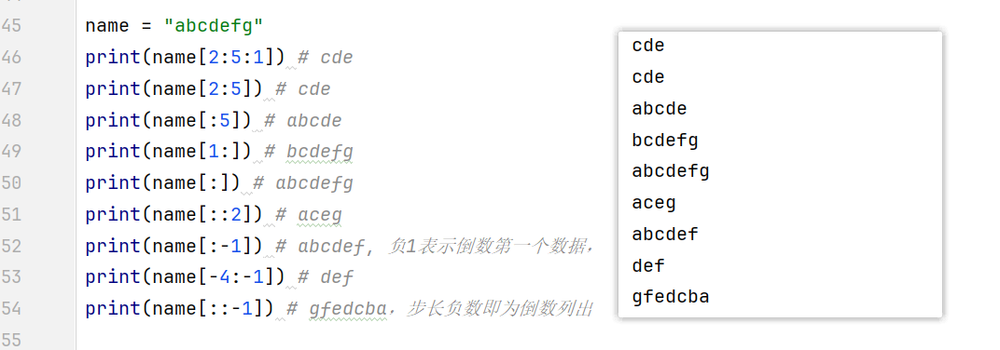 45 name = "abcdefg"
46 print(name[2:5:1]) # cde
47 print(name[2:5]) # cde
48 print(name[:5]) # abcde
49 print(name[1:]) # bcdefg
50 print(name[:]) # abcdefg
51 print(name[::2]) # aceg
52 print(name[:-1]) # abcdef, 负1表示倒数第一个数据，
53 print(name[-4:-1]) # def
54 print(name[::-1]) # gfedcba，步长负数即为倒数列出
55
cde
cde
abcde
bcdefg
abcdefg
aceg
abcdef
def
gfedcba